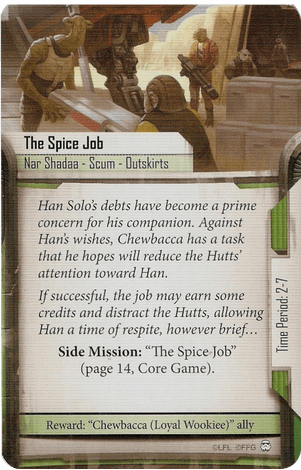 The Spice Job
Nar Shadaa - Scum - Outskirts
Han Solo's debts have become a prime
concern for his companion. Against
Han's wishes, Chewbacca has a task
that he hopes will reduce the Hutts'
attention toward Han.
If successful, the job may earn some
credits and distract the Hutts, allowing
Han a time of respite, however brief…
Side Mission: "The Spice Job"
(page 14, Core Game).
Time Period: 2-7
Reward: "Chewbacca (Loyal Wookiee)" ally
©LFL ©FFG